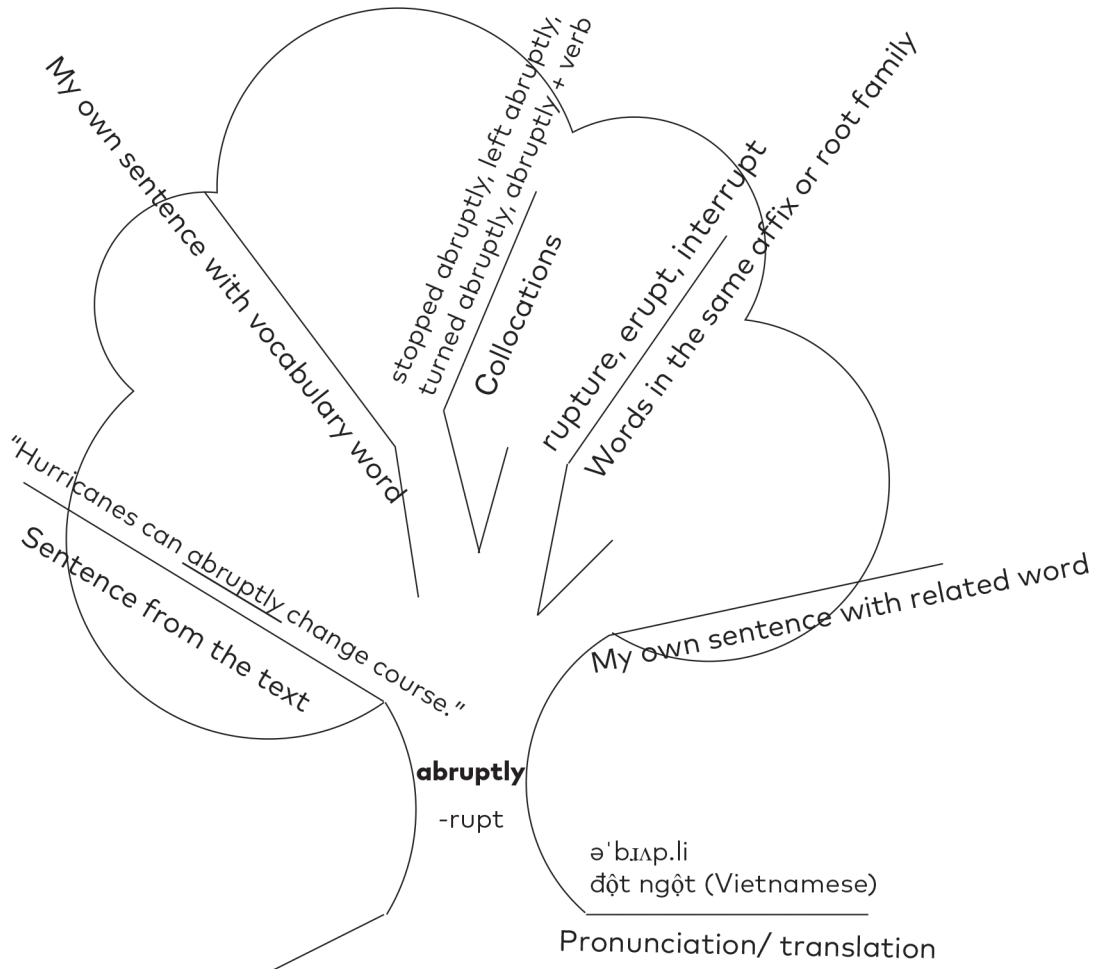 My own sentence with vocabulary word
stopped abruptly, left abruptly,
turned abruptly, abruptly + verb
Collocations
rupture, erupt, interrupt
Words in the same affix or root family
"Hurricanes can abruptly change course."
Sentence from the text
My own sentence with related word
abruptly
-rupt
əˈbɹʌp.li
đột ngột (Vietnamese)
Pronunciation/ translation